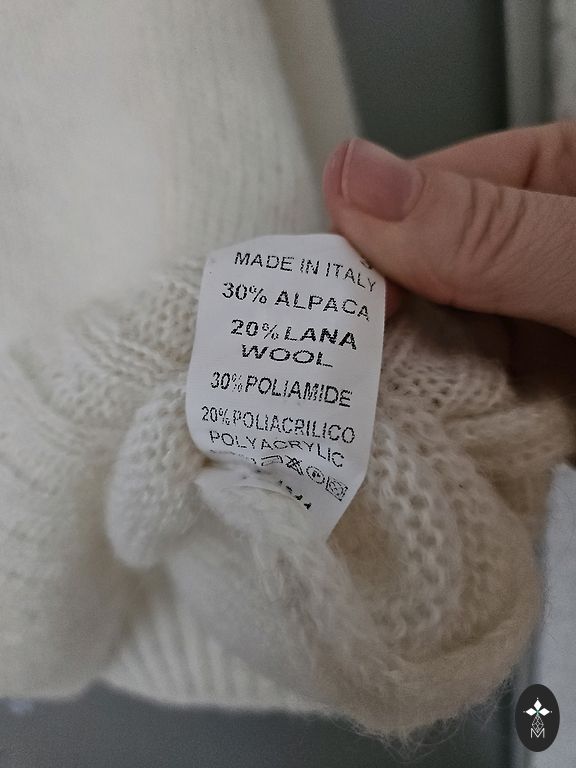 MADE IN ITALY
30% ALPACA
20% LANA
WOOL
30% POLIAMIDE
20% POLIACRILICO
POLYACRYLIC
M